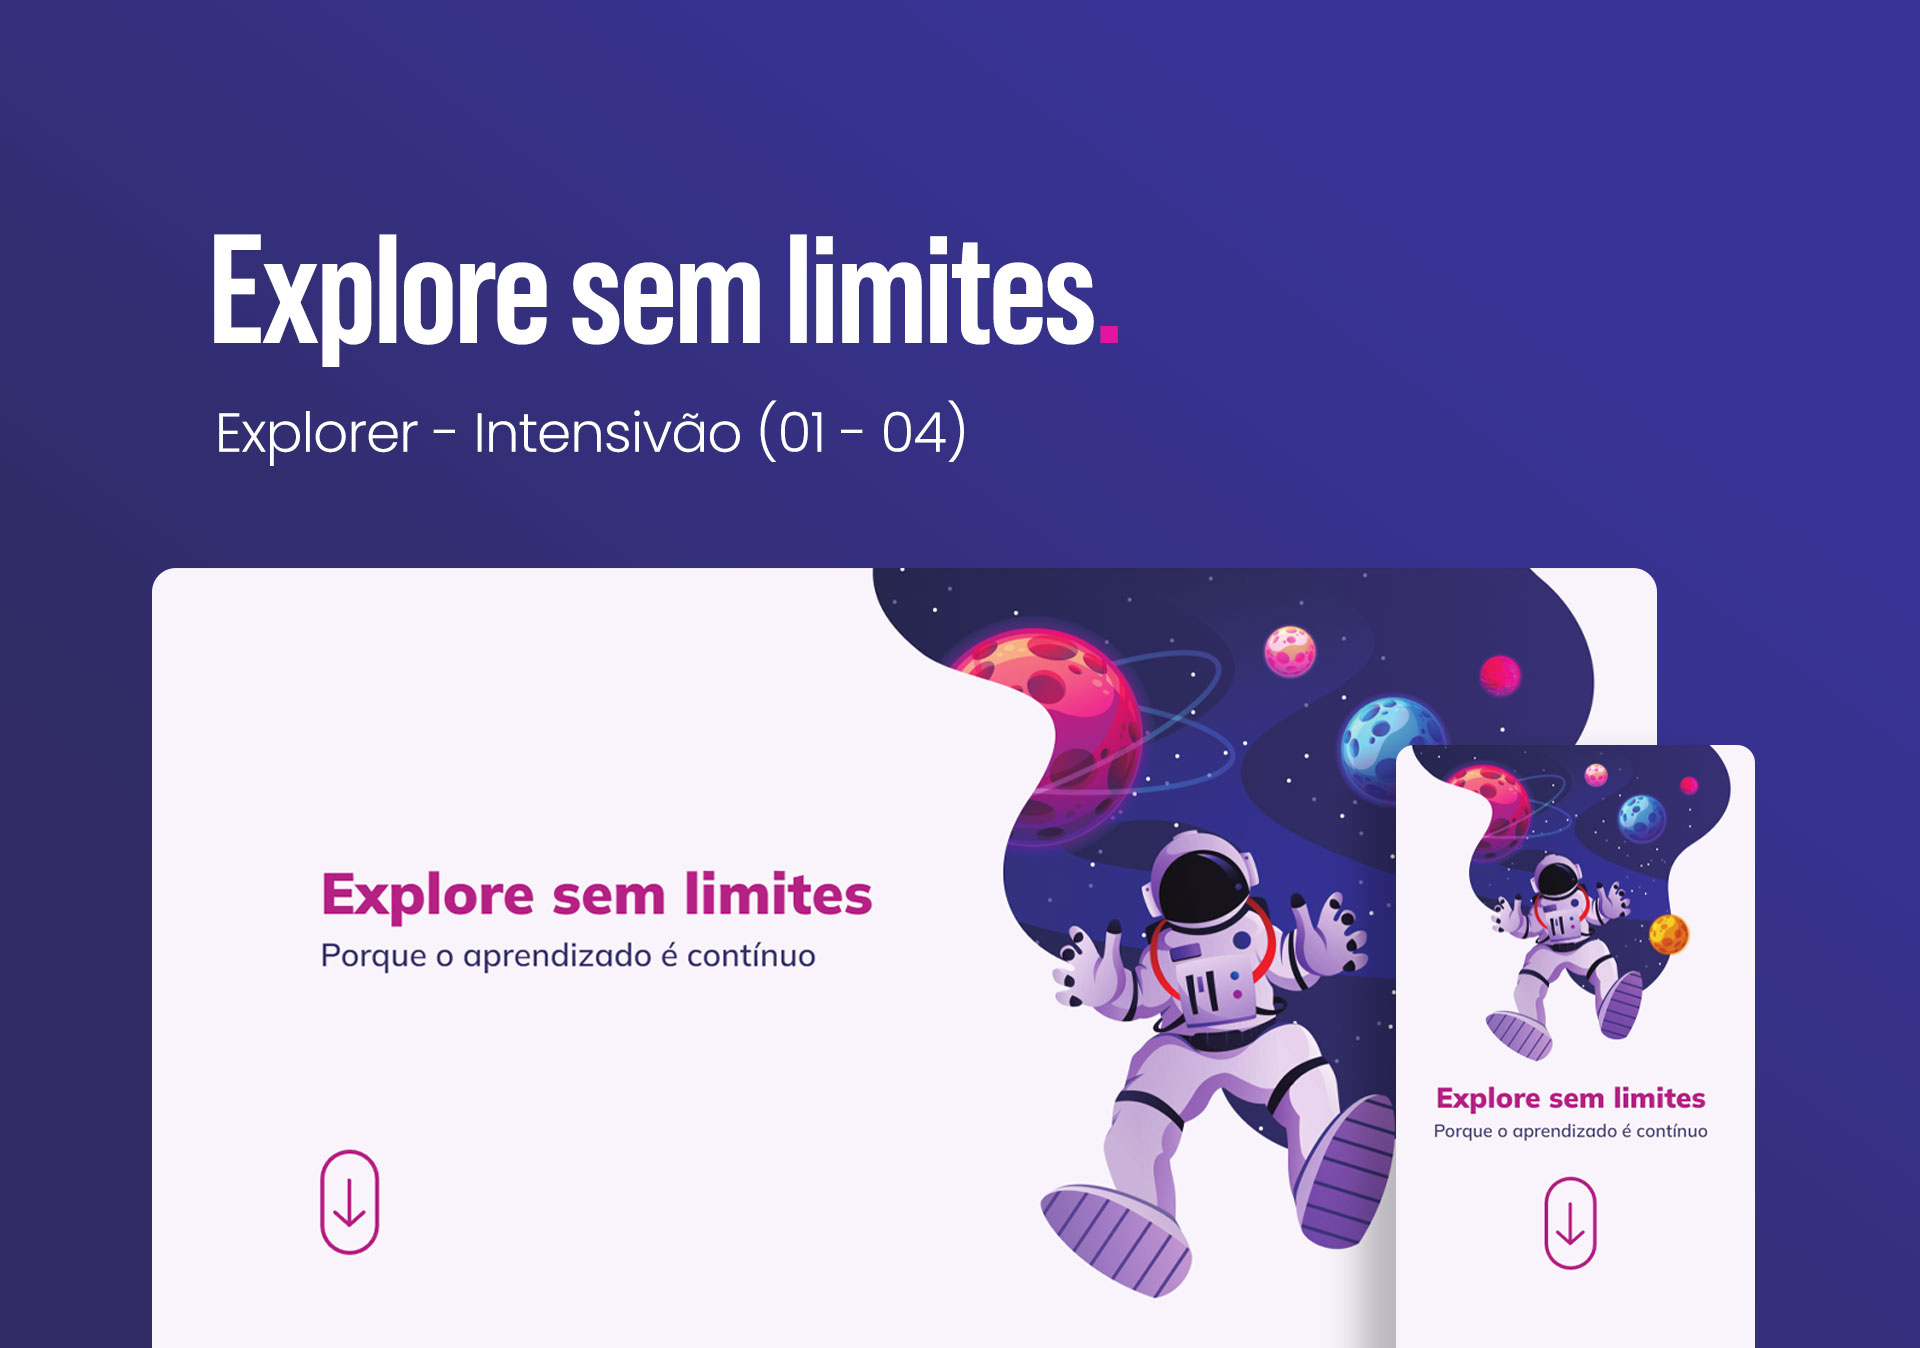 Explore sem limites.
Explorer - Intensivão (01 - 04)
Explore sem limites
Porque o aprendizado é contínuo
Explore sem limites
Porque o aprendizado é contínuo